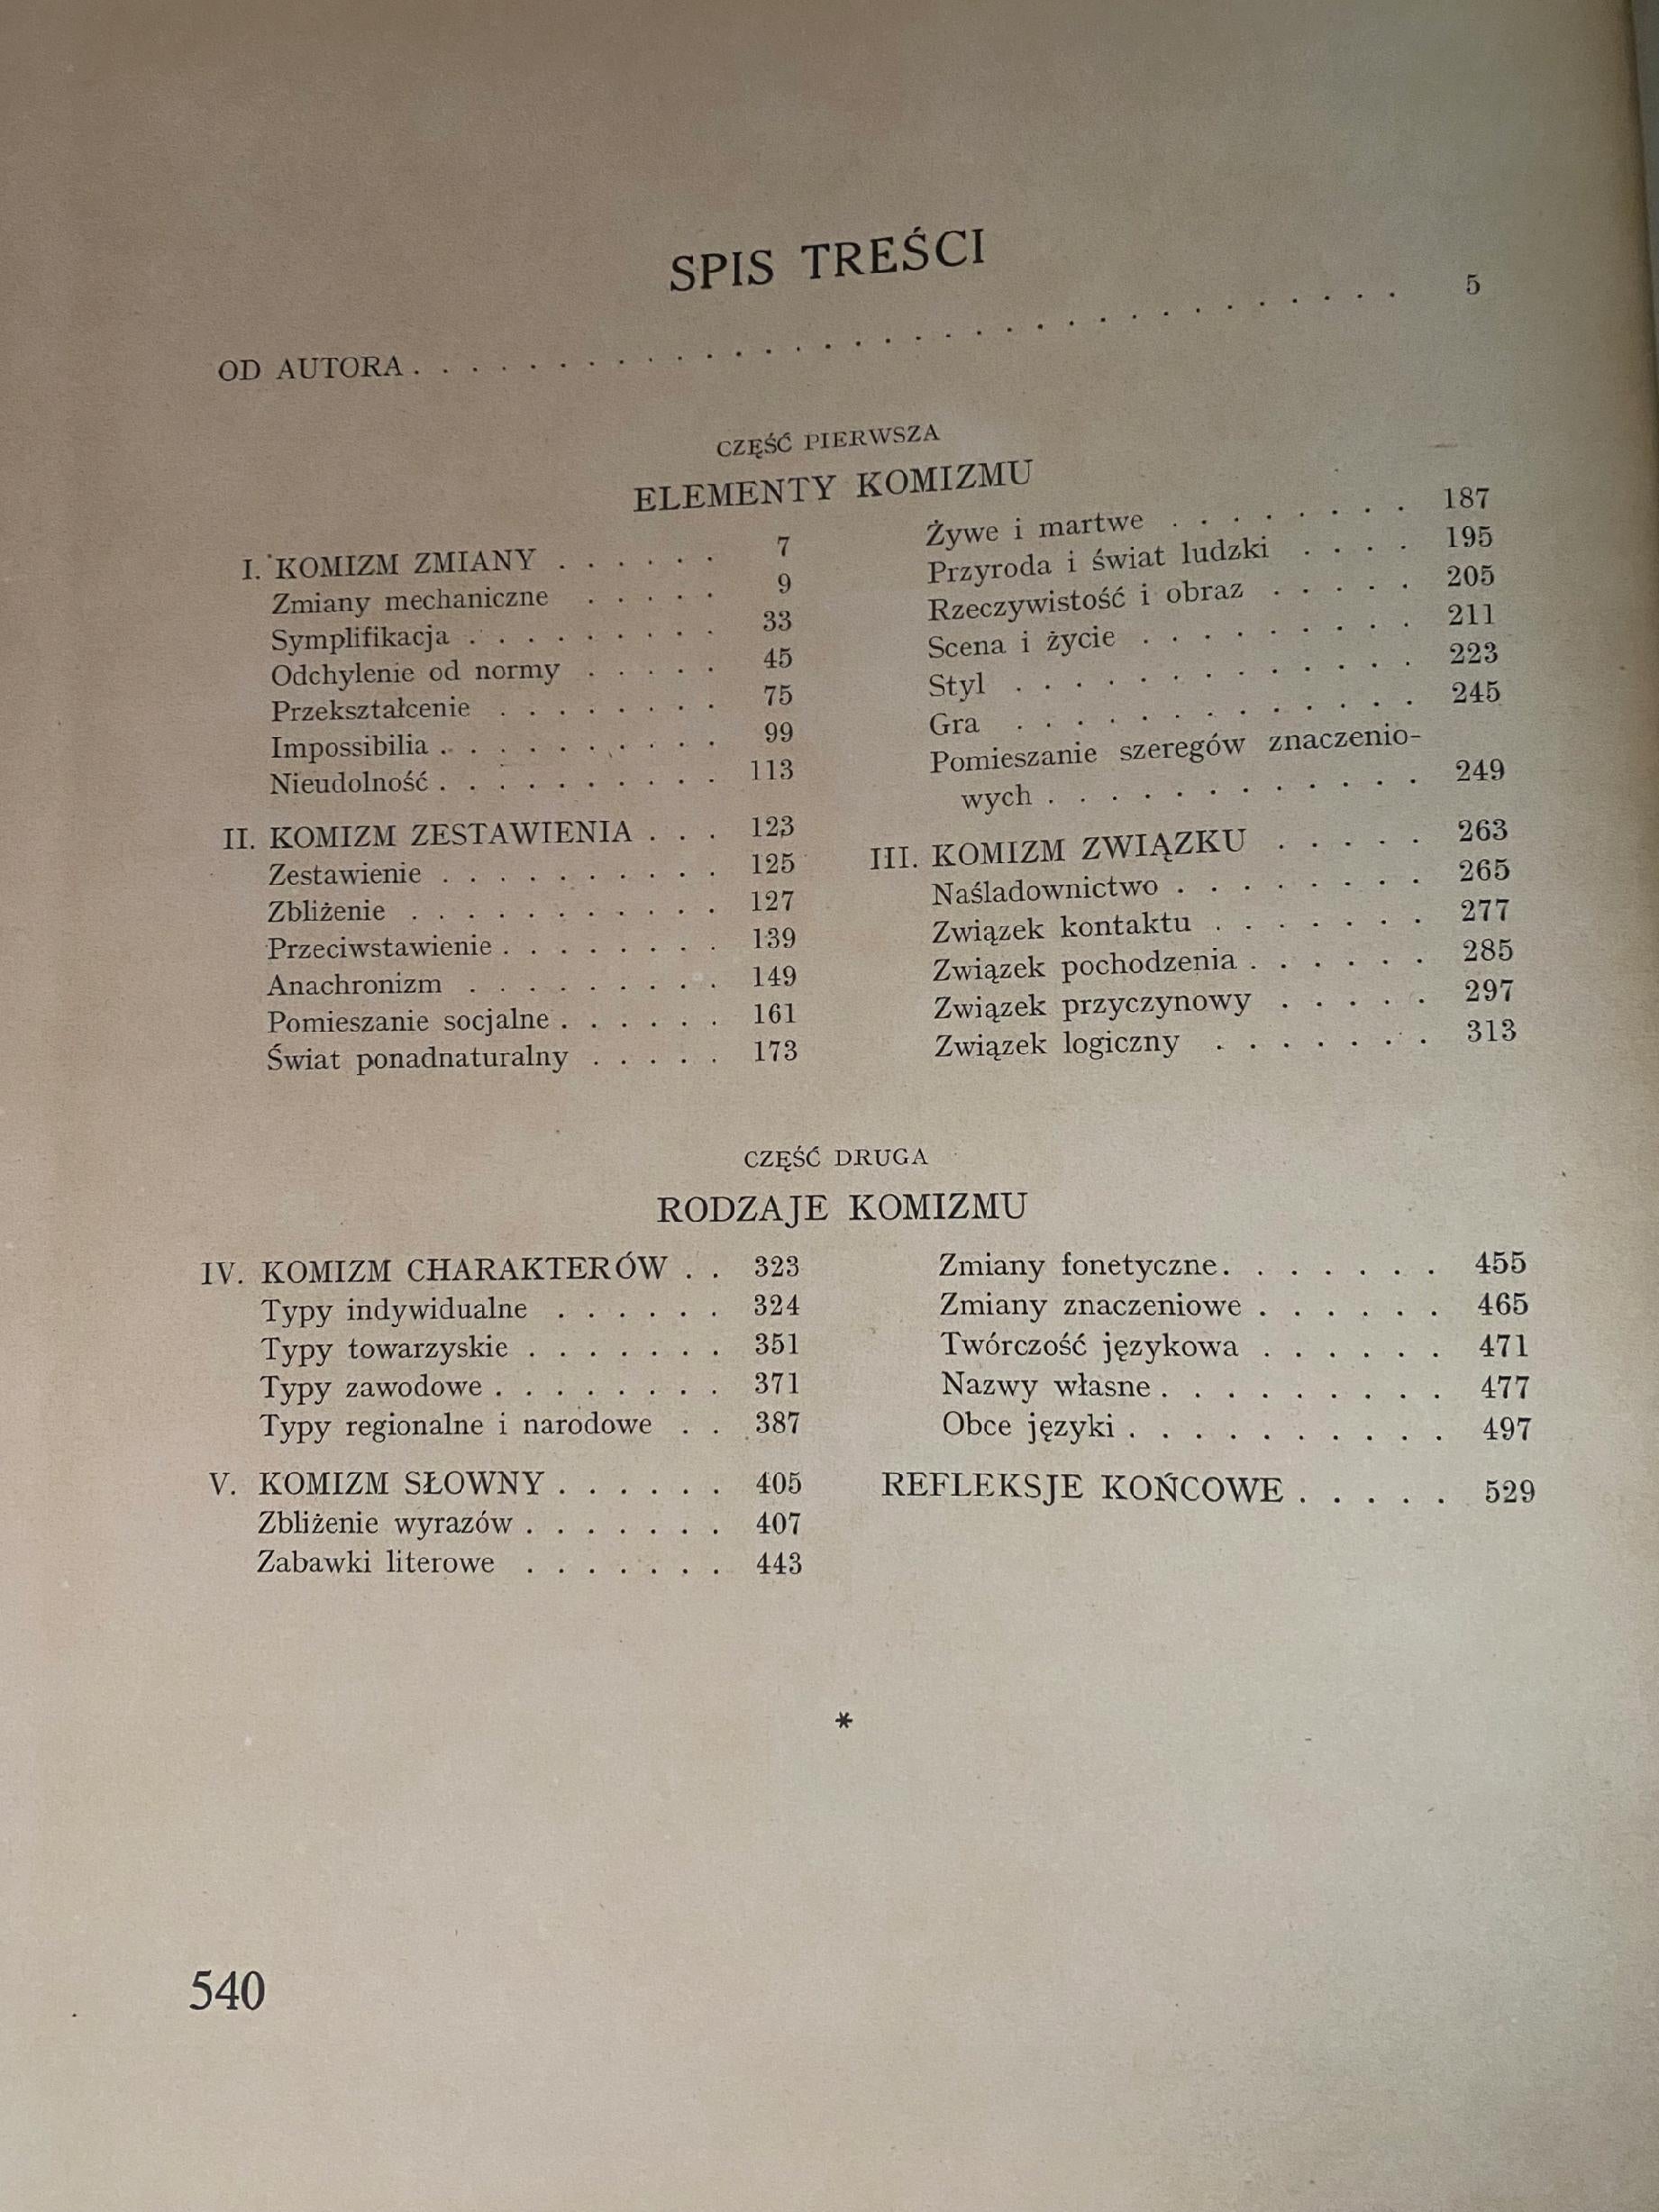 SPIS TREŚCI
OD AUTORA . . . . . . . . . . . . . . . . . . . . . . . . . . . . . . . . . 5
CZĘŚĆ PIERWSZA
ELEMENTY KOMIZMU
I. KOMIZM ZMIANY . . . . . . 7
Zmiany mechaniczne . . . . . 9
Symplifikacja . . . . . . . . . 33
Odchylenie od normy . . . . . 45
Przekształcenie . . . . . . . . 75
Impossibilia . . . . . . . . . . 99
Nieudolność . . . . . . . . . . 113
II. KOMIZM ZESTAWIENIA . . . 123
Zestawienie . . . . . . . . . . 125
Zbliżenie . . . . . . . . . . . 127
Przeciwstawienie . . . . . . . . 139
Anachronizm . . . . . . . . . 149
Pomieszanie socjalne . . . . . . 161
Świat ponadnaturalny . . . . . 173
Żywe i martwe . . . . . . . . 187
Przyroda i świat ludzki . . . . 195
Rzeczywistość i obraz . . . . . 205
Scena i życie . . . . . . . . . 211
Styl . . . . . . . . . . . . . 223
Gra . . . . . . . . . . . . . 245
Pomieszanie szeregów znaczenio-
wych . . . . . . . . . . . . 249
III. KOMIZM ZWIĄZKU . . . . . 263
Naśladownictwo . . . . . . . . 265
Związek kontaktu . . . . . . . 277
Związek pochodzenia . . . . . . 285
Związek przyczynowy . . . . . 297
Związek logiczny . . . . . . . 313
CZĘŚĆ DRUGA
RODZAJE KOMIZMU
IV. KOMIZM CHARAKTERÓW . . 323
Typy indywidualne . . . . . . 324
Typy towarzyskie . . . . . . . 351
Typy zawodowe . . . . . . . . 371
Typy regionalne i narodowe . . 387
V. KOMIZM SŁOWNY . . . . . . 405
Zbliżenie wyrazów . . . . . . . 407
Zabawki literowe . . . . . . . 443
Zmiany fonetyczne . . . . . . . 455
Zmiany znaczeniowe . . . . . . 465
Twórczość językowa . . . . . . 471
Nazwy własne . . . . . . . . . 477
Obce języki . . . . . . . . . . 497
REFLEKSJE KOŃCOWE . . . . . 529
*
540